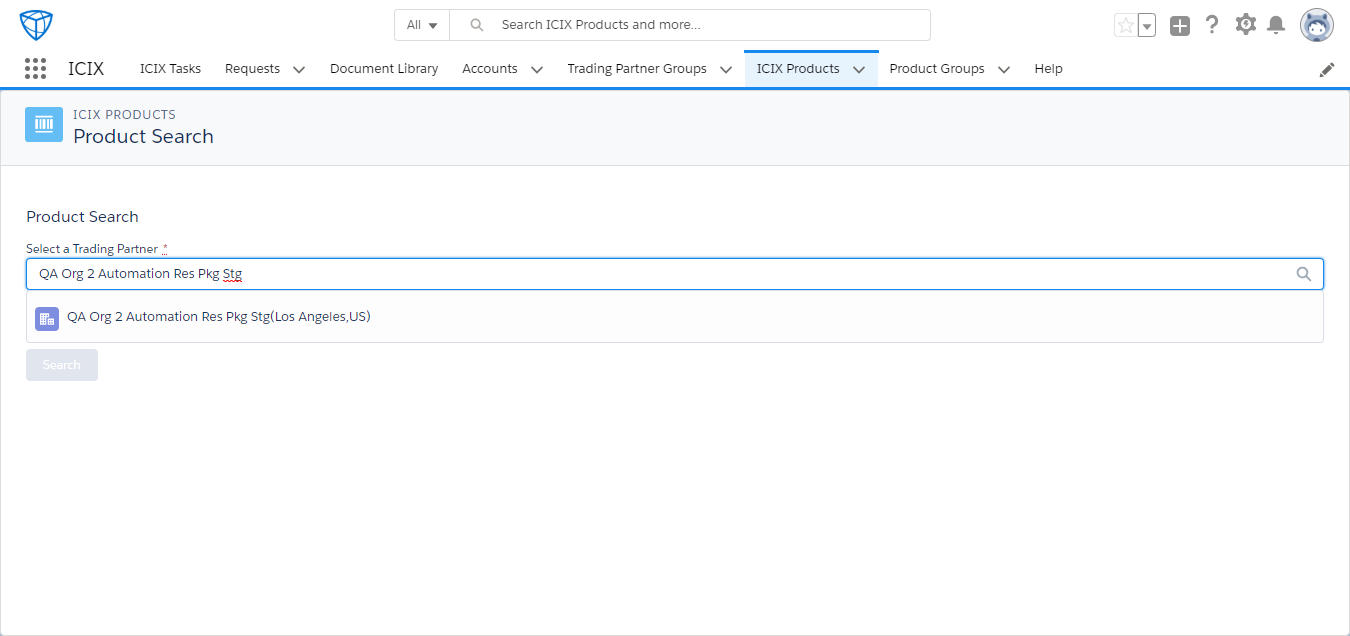 All
Search ICIX Products and more...
ICIX
ICIX Tasks
Requests
Document Library
Accounts
Trading Partner Groups
ICIX Products
Product Groups
Help
ICIX PRODUCTS
Product Search
Product Search
Select a Trading Partner *
QA Org 2 Automation Res Pkg Stg
QA Org 2 Automation Res Pkg Stg(Los Angeles,US)
Search